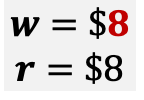 w = $8
r = $8